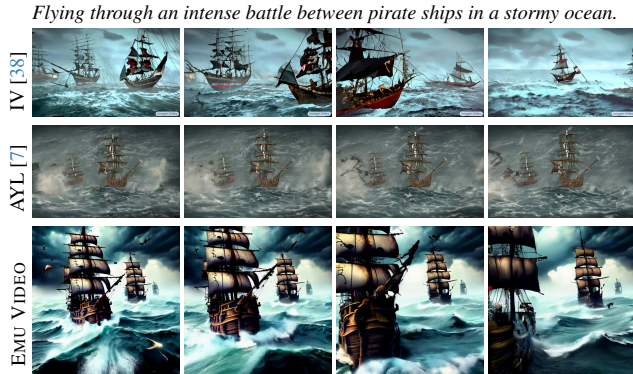 Flying through an intense battle between pirate ships in a stormy ocean.
IV [38]
AYL [7]
EMU VIDEO